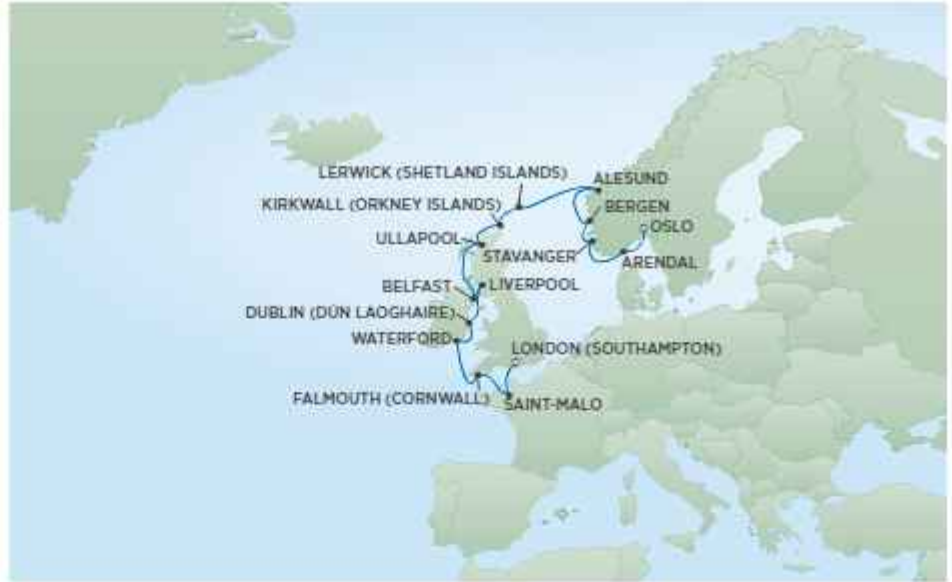 LERWICK (SHETLAND ISLANDS)
ALESUND
KIRKWALL (ORKNEY ISLANDS)
BERGEN
OSLO
ULLAPOOL
STAVANGER
ARENDAL
BELFAST
LIVERPOOL
DUBLIN (DÚN LAOGHAIRE)
WATERFORD
LONDON (SOUTHAMPTON)
FALMOUTH (CORNWALL)
SAINT-MALO